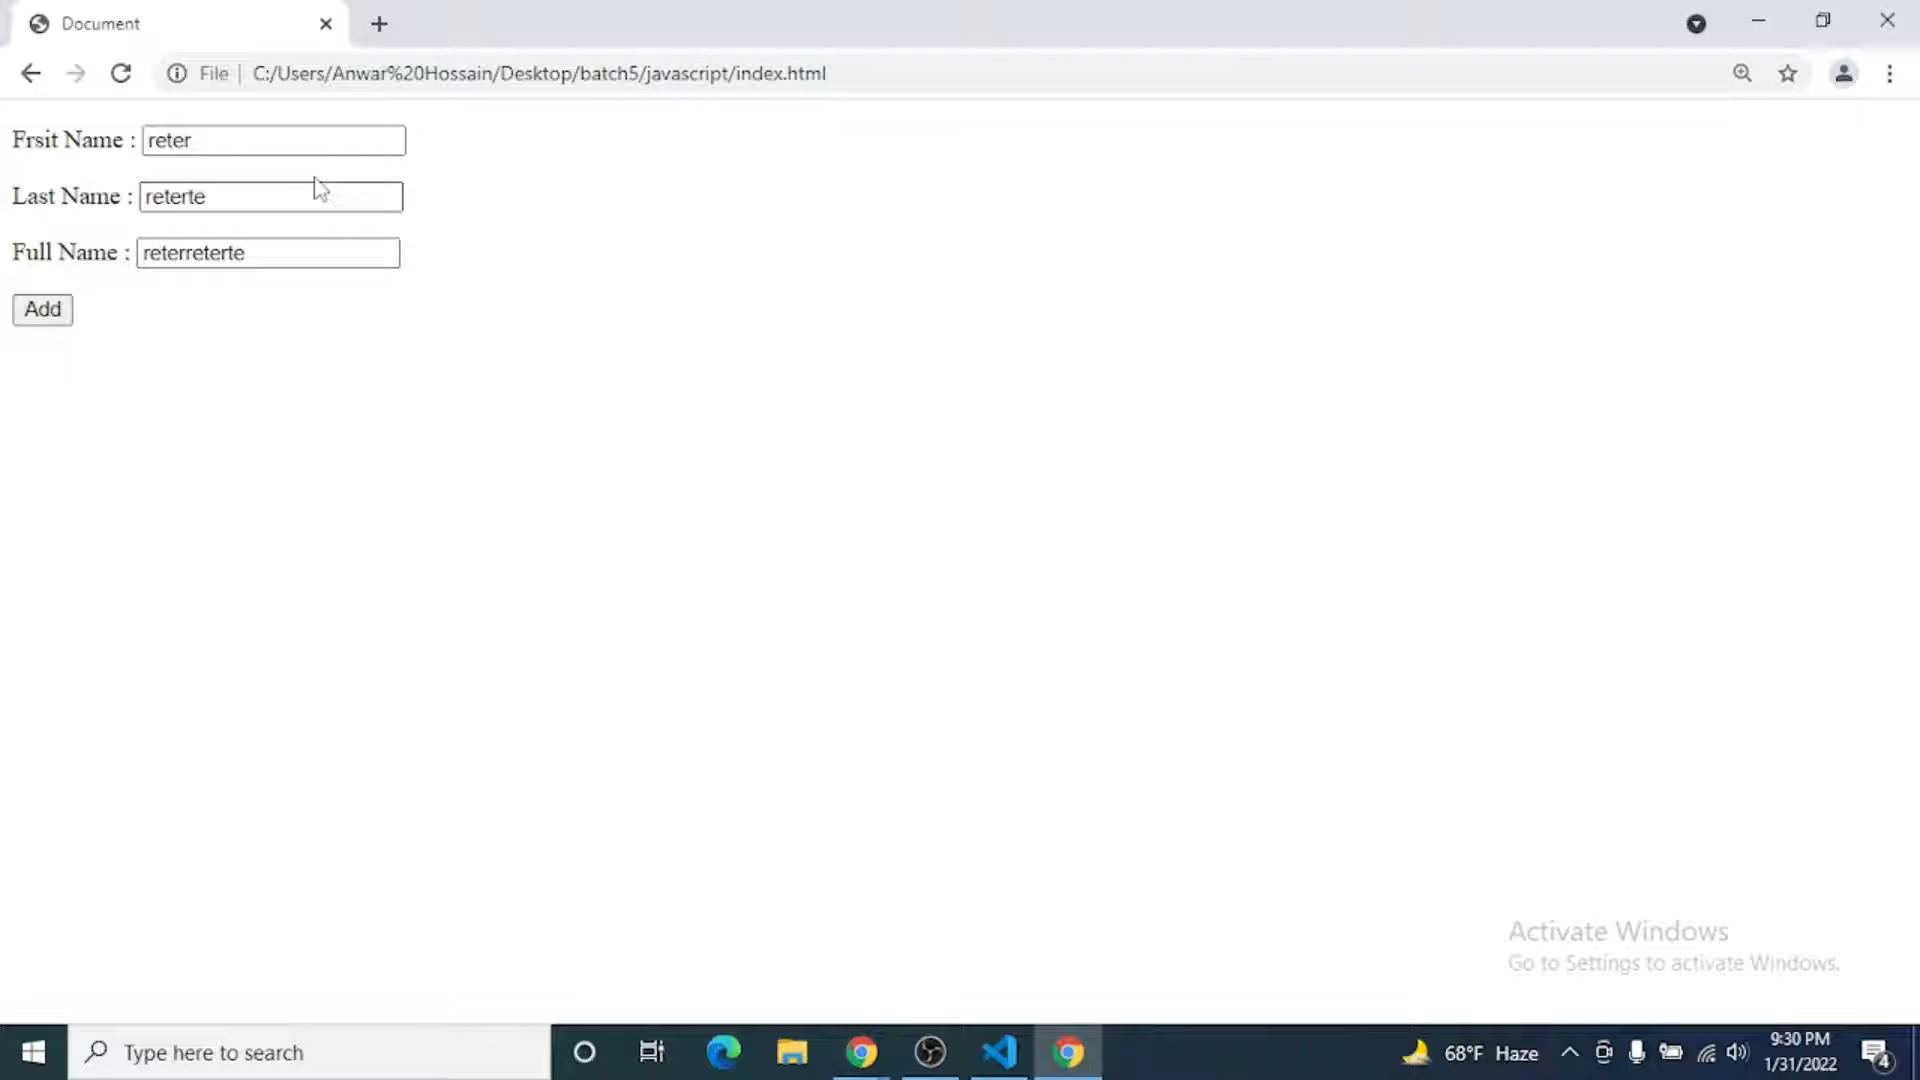 Document
File | C:/Users/Anwar%20Hossain/Desktop/batch5/javascript/index.html
Frsit Name : reter
Last Name : reterte
Full Name : reterreterte
Add
Activate Windows
Go to Settings to activate Windows.
Type here to search
68°F Haze
9:30 PM
1/31/2022
4